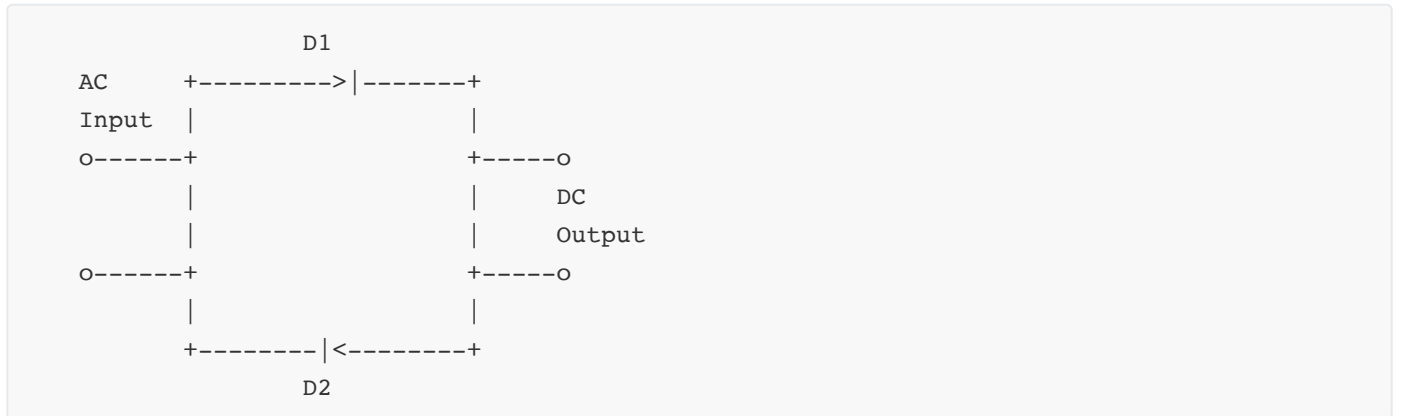 D1
   AC     +--------->|-------+
   Input  |                  |
   o------+                  +-----o
          |                  |     DC
          |                  |     Output
   o------+                  +-----o
          |                  |
          +--------|<--------+
                  D2